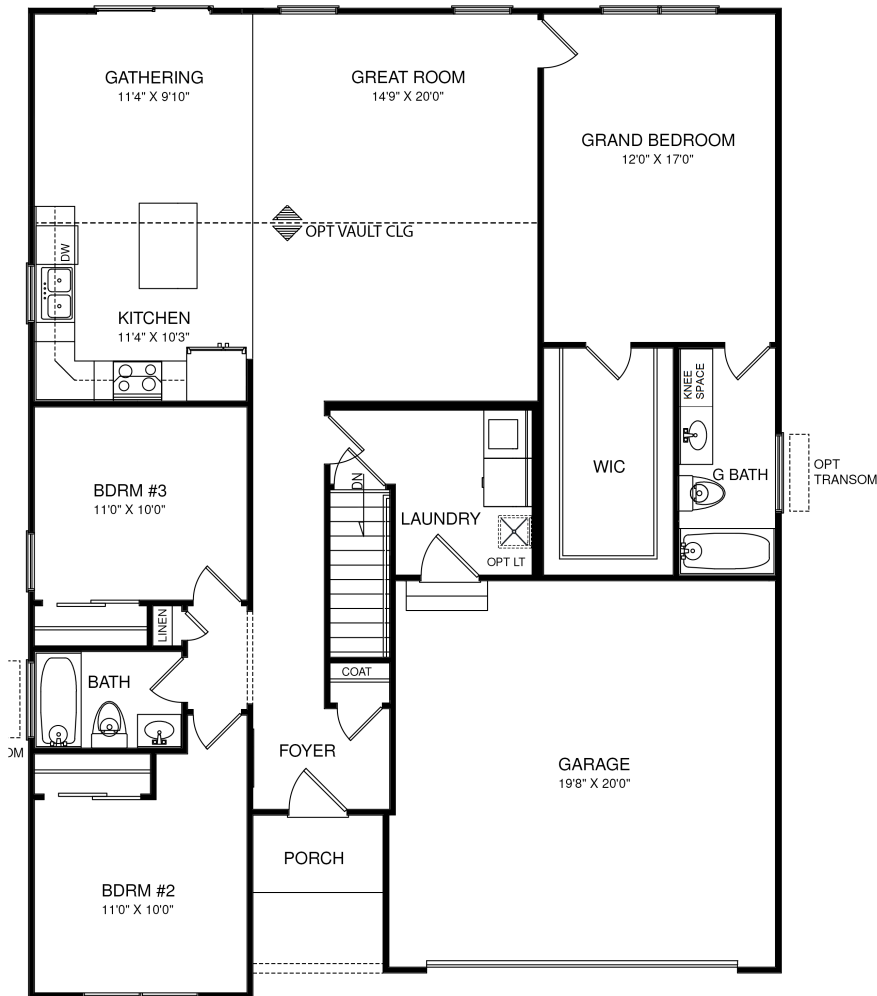 GATHERING
11'4" X 9'10"
GREAT ROOM
14'9" X 20'0"
GRAND BEDROOM
12'0" X 17'0"
OPT VAULT CLG
DW
KITCHEN
11'4" X 10'3"
KNEE
SPACE
WIC
G BATH
OPT
TRANSOM
BDRM #3
11'0" X 10'0"
DN
LAUNDRY
OPT LT
LINEN
BATH
COAT
OM
FOYER
GARAGE
19'8" X 20'0"
PORCH
BDRM #2
11'0" X 10'0"